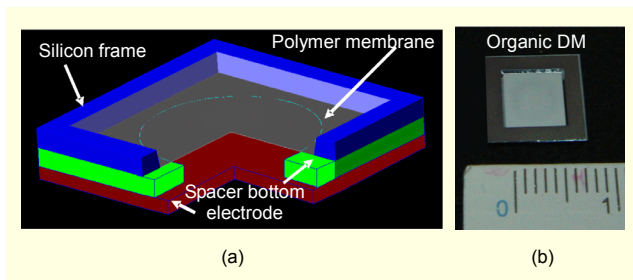 Silicon frame
Polymer membrane
Spacer bottom
electrode
Organic DM
0 1
(a)
(b)